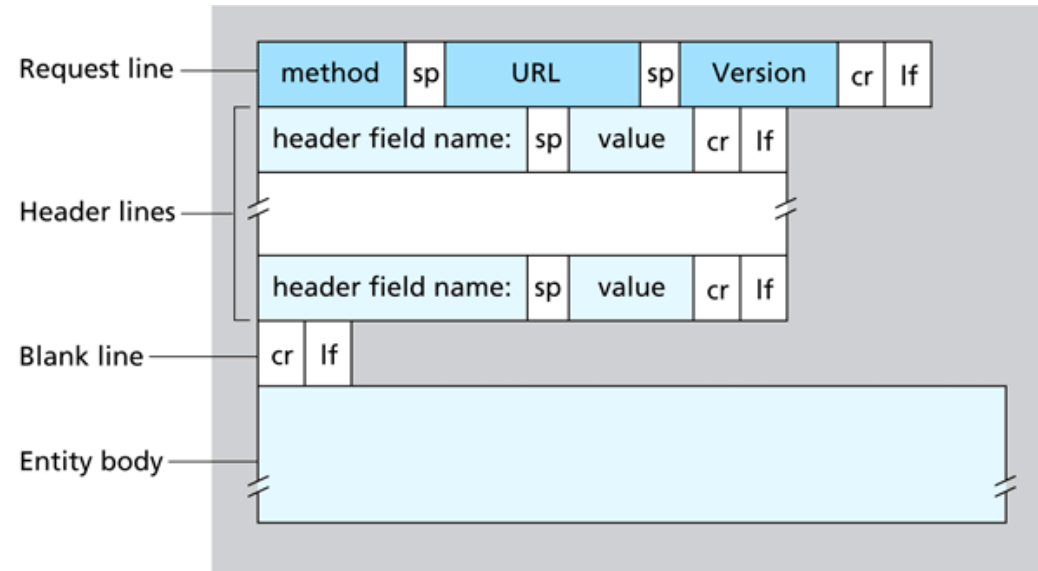 Request line method sp URL sp Version cr lf
header field name: sp value cr lf
Header lines
header field name: sp value cr lf
Blank line cr lf
Entity body